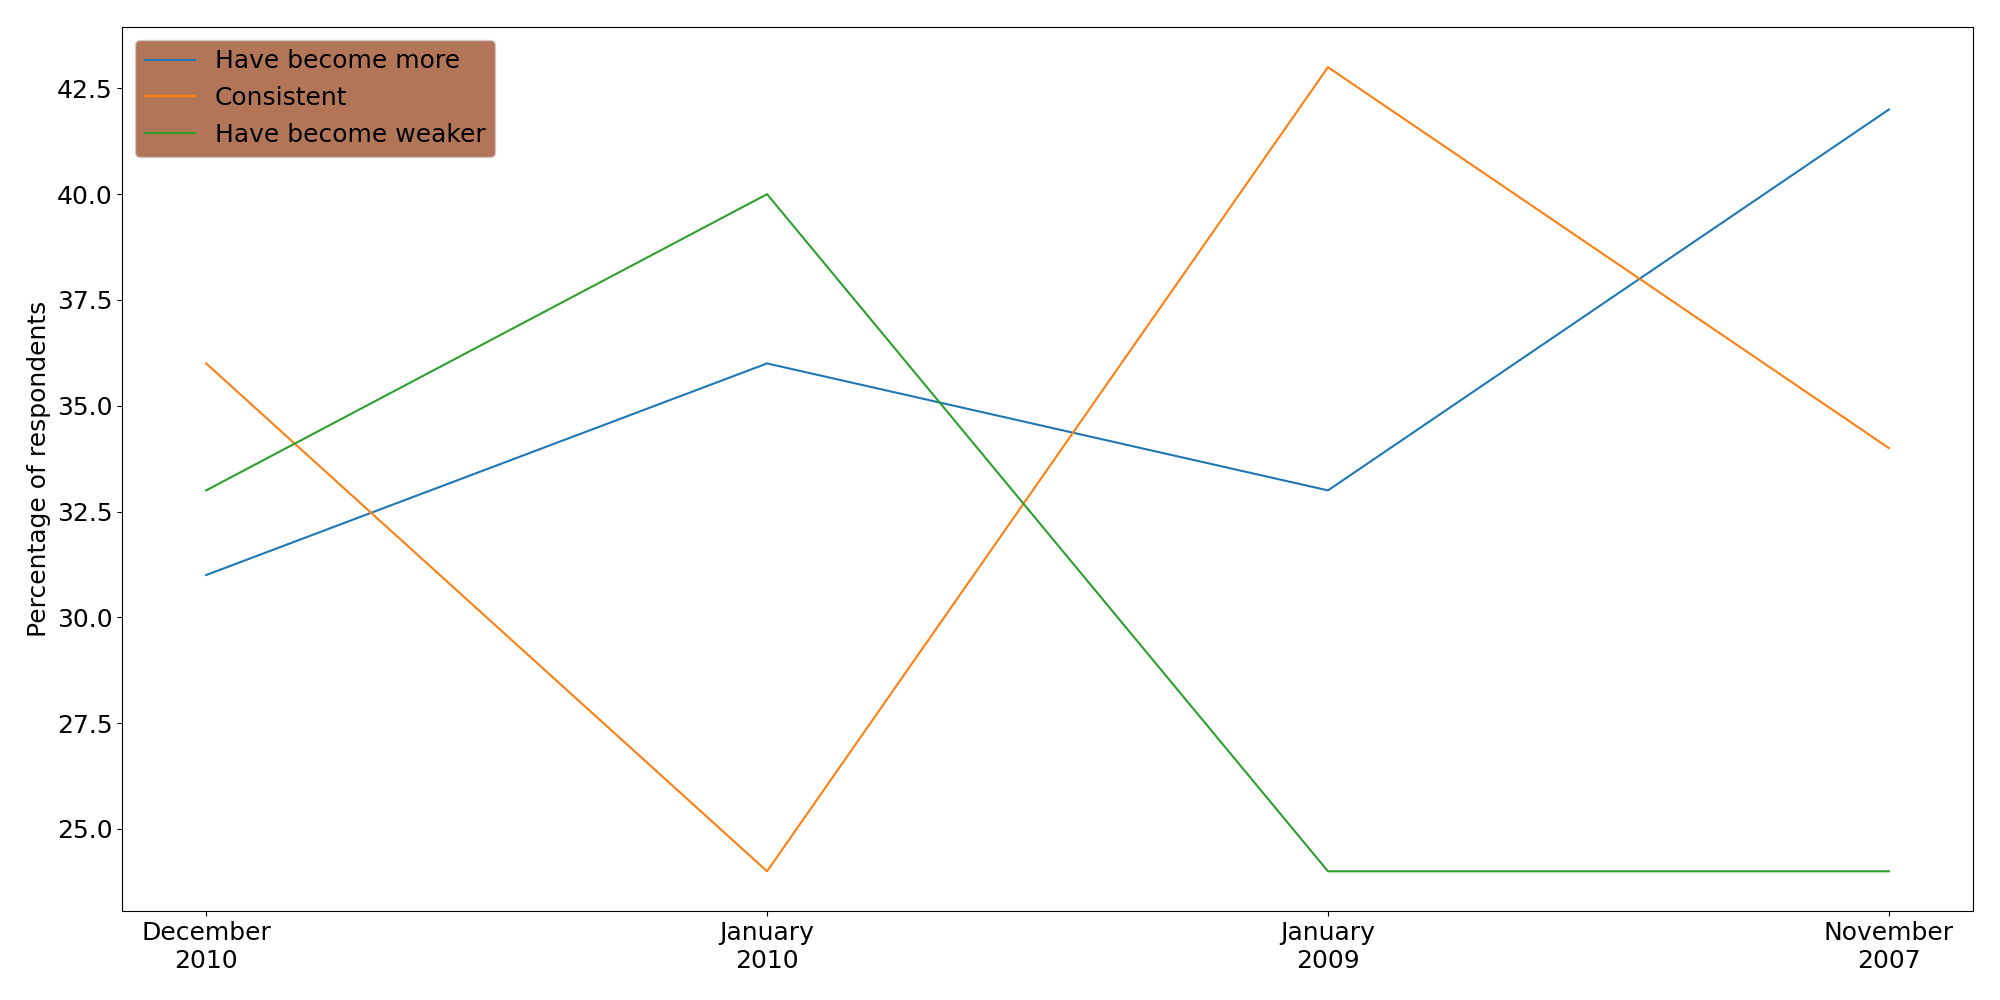 Have become more
Consistent
Have become weaker
Percentage of respondents
42.5
40.0
37.5
35.0
32.5
30.0
27.5
25.0
December
2010
January
2010
January
2009
November
2007